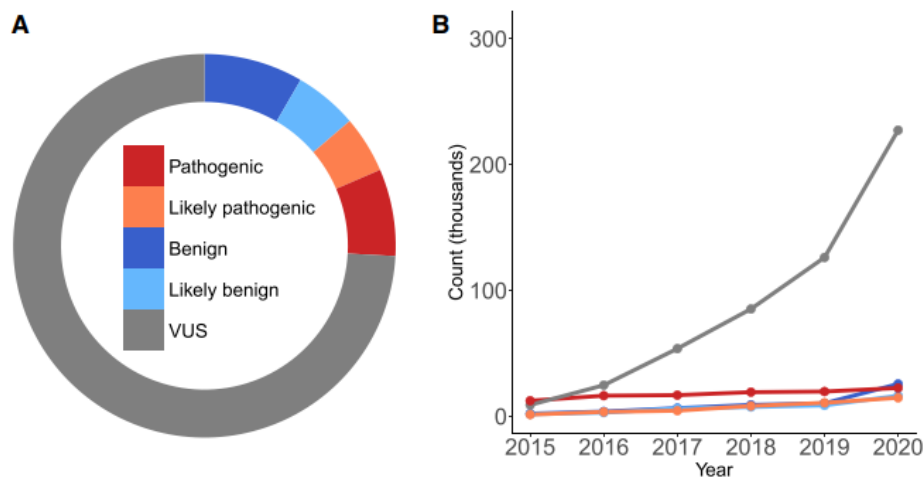 A
Pathogenic
Likely pathogenic
Benign
Likely benign
VUS
B
Count (thousands)
300
200
100
0
2015 2016 2017 2018 2019 2020
Year